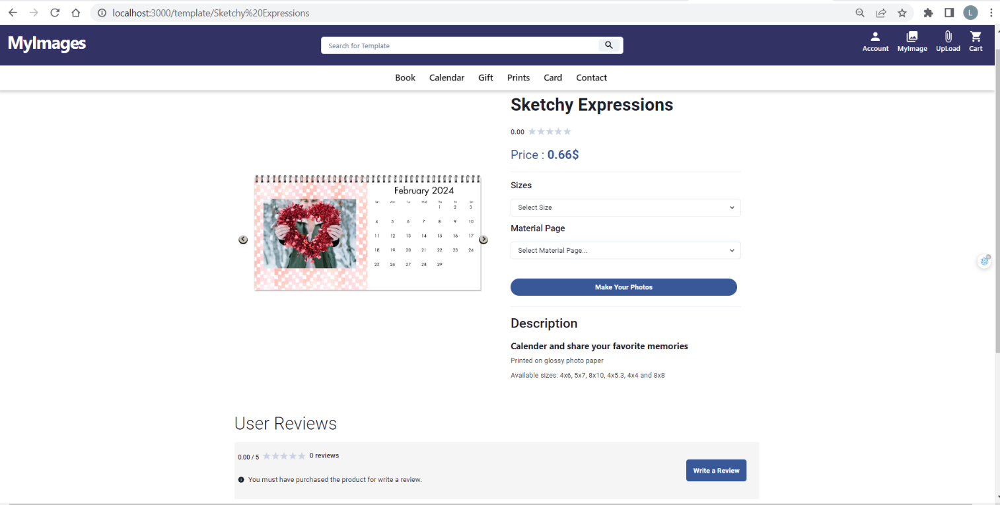 localhost:3000/template/Sketchy%20Expressions
L
MyImages
Search for Template
Account
MyImage
UpLoad
Cart
Book Calendar Gift Prints Card Contact
Sketchy Expressions
0.00
Price : 0.66$
Sizes
Select Size
Material Page
Select Material Page...
Make Your Photos
February 2024
1 2 3
4 5 6 7 8 9 10
11 12 13 14 15 16 17
18 19 20 21 22 23 24
25 26 27 28 29
Description
Calender and share your favorite memories
Printed on glossy photo paper
Available sizes: 4x6, 5x7, 8x10, 4x5.3, 4x4 and 8x8
User Reviews
0.00 / 5 0 reviews
You must have purchased the product for write a review.
Write a Review